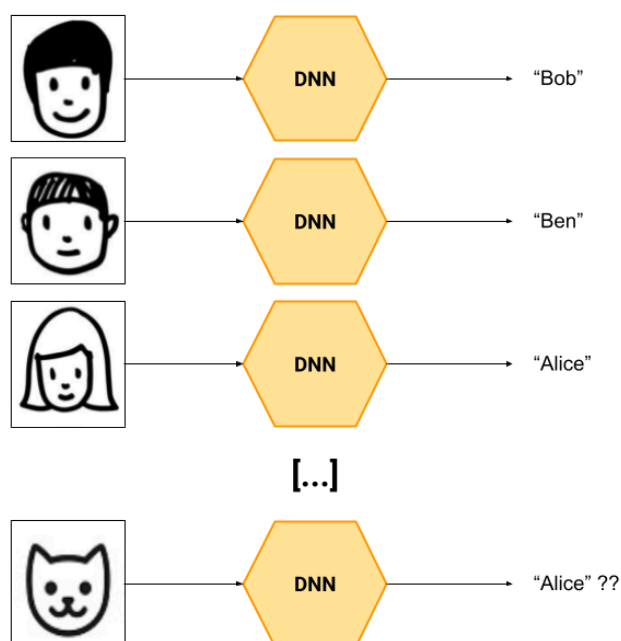 DNN “Bob”
DNN “Ben”
DNN “Alice”
[...]
DNN “Alice” ??